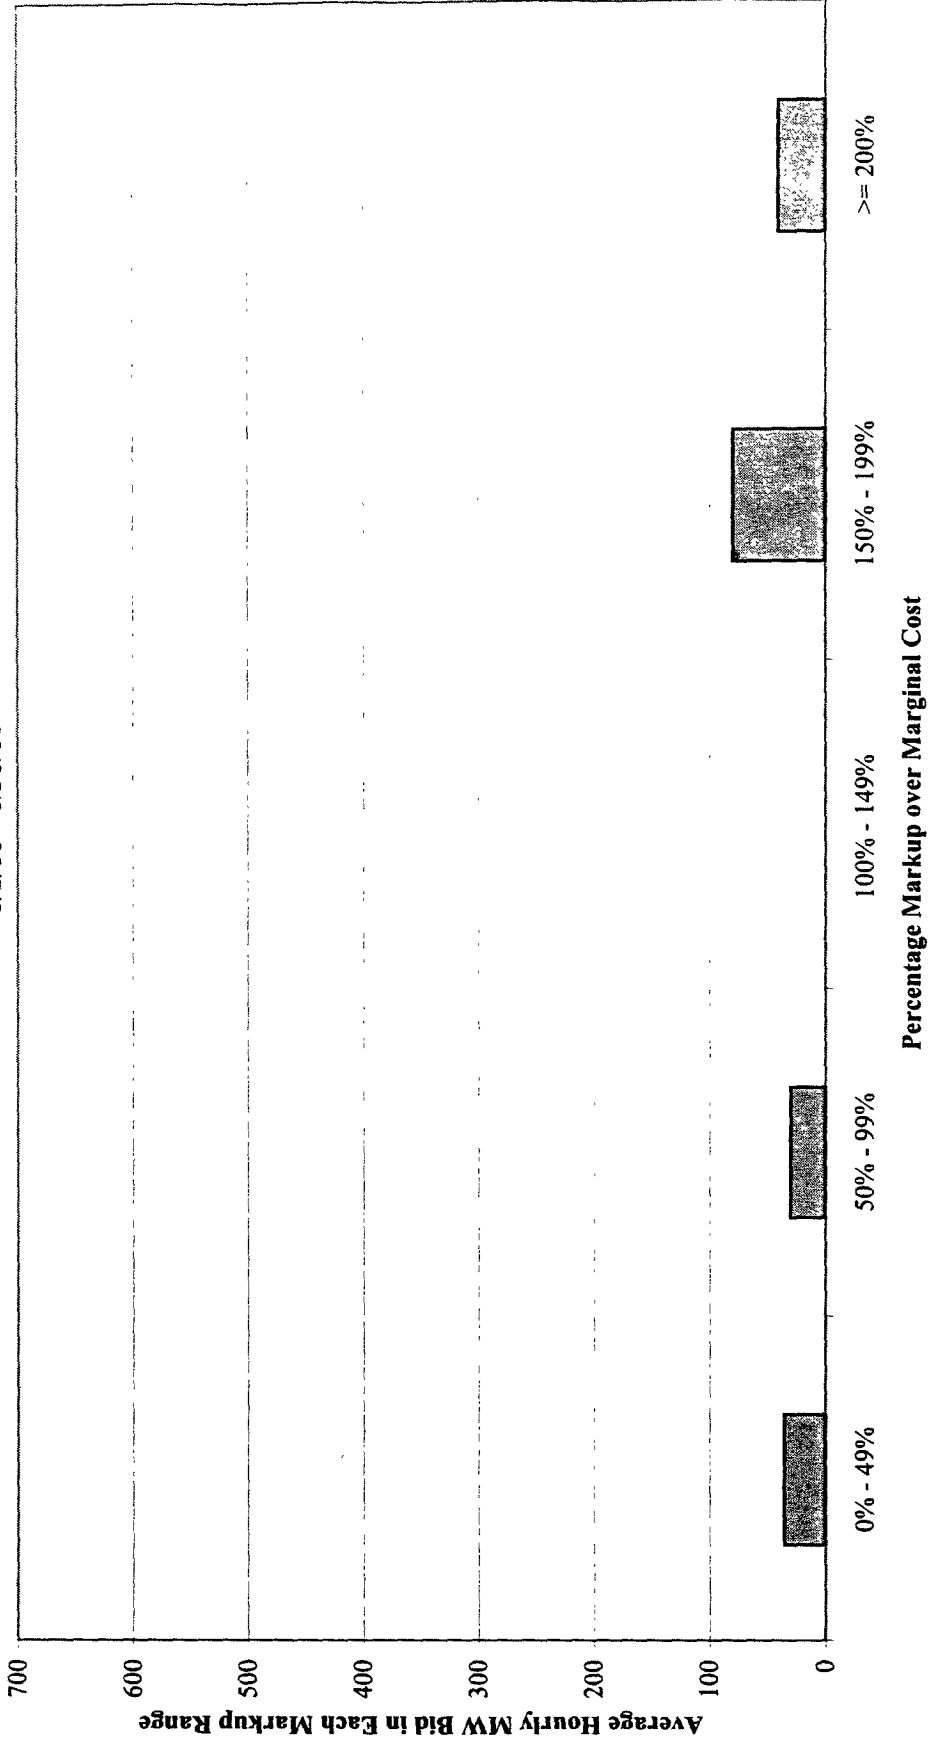 700
600
500
400
300
200
100
0
Average Hourly MW Bid in Each Markup Range
0% - 49%
50% - 99%
100% - 149%
150% - 199%
>= 200%
Percentage Markup over Marginal Cost